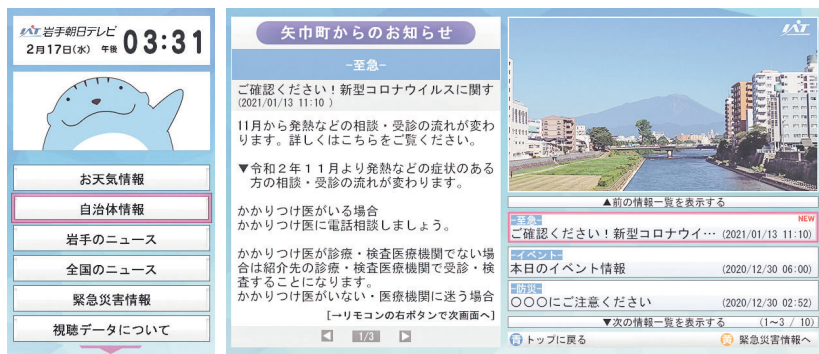 IAT 岩手朝日テレビ
2月17日(水) 午後 03:31
お天気情報
自治体情報
岩手のニュース
全国のニュース
緊急災害情報
視聴データについて
矢巾町からのお知らせ
-至急-
ご確認ください!新型コロナウイルスに関す
(2021/01/13 11:10 )
11月から発熱などの相談・受診の流れが変わ
ります。詳しくはこちらをご覧ください。
▼令和2年11月より発熱などの症状のある
方の相談・受診の流れが変わります。
かかりつけ医がいる場合
かかりつけ医に電話相談しましょう。
かかりつけ医が診療・検査医療機関でない場
合は紹介先の診療・検査医療機関で受診・検
査することになります。
かかりつけ医がいない・医療機関に迷う場合
[→リモコンの右ボタンで次画面へ]
1/3
IAT
▲前の情報一覧を表示する
-至急- NEW
ご確認ください!新型コロナウイ… (2021/01/13 11:10)
-イベント-
本日のイベント情報 (2020/12/30 06:00)
-防災-
〇〇〇にご注意ください (2020/12/30 02:52)
▼次の情報一覧を表示する (1~3 / 10)
青 トップに戻る 黄 緊急災害情報へ